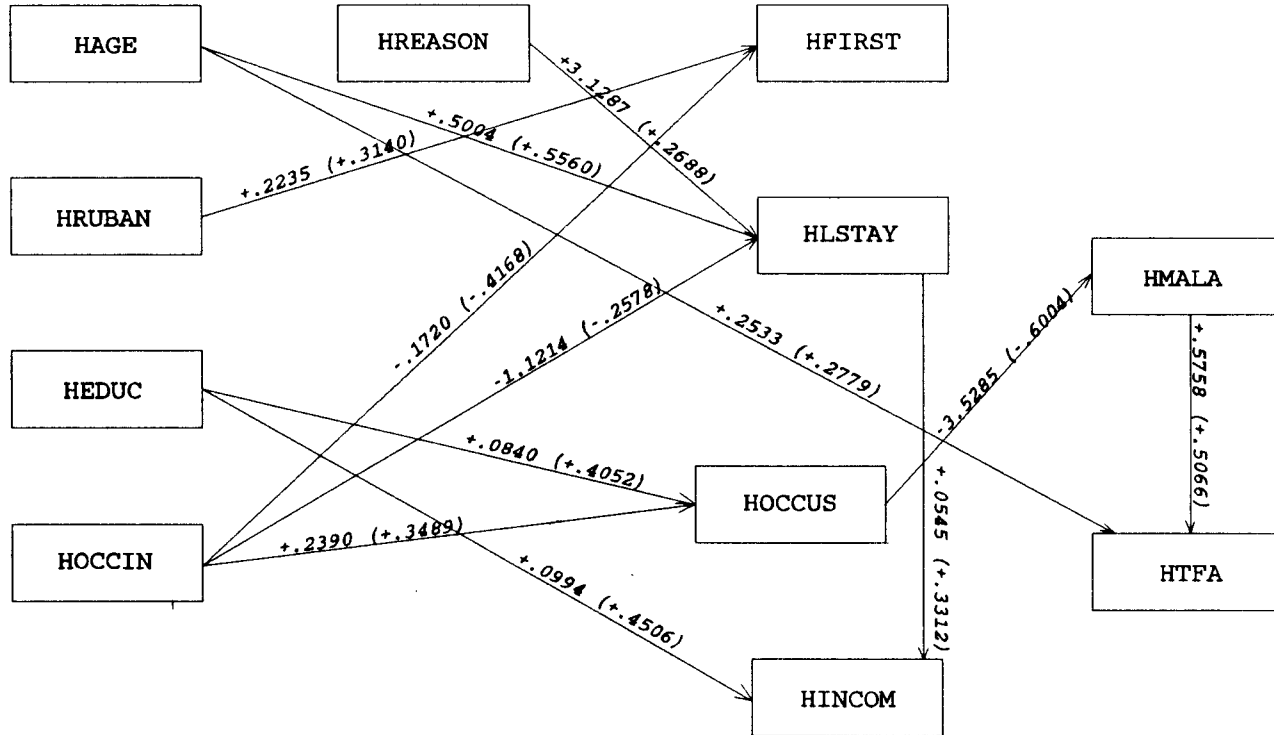 HAGE
HREASON
HFIRST
+3.1287 (+.2688)
+.5004 (+.5560)
+.2235 (+.3140)
HRUBAN
HLSTAY
HMALA
-.1720 (-.4168)
-1.1214 (-.2578)
+.2533 (+.2779)
-3.5285 (-.6004)
+.5758 (+.5066)
HEDUC
+.0840 (+.4052)
HOCCUS
+.2390 (+.3489)
HOCCIN
+.0994 (+.4506)
+.0545 (+.3312)
HTFA
HINCOM